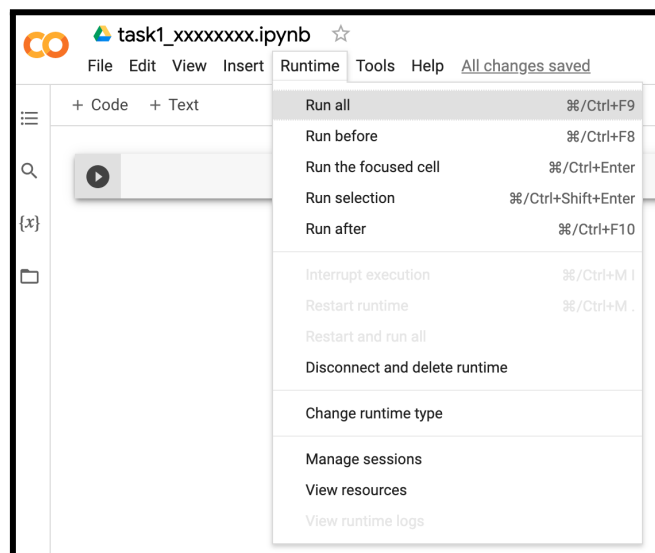 task1_xxxxxxxx.ipynb
File Edit View Insert Runtime Tools Help All changes saved
+ Code + Text
Run all ⌘/Ctrl+F9
Run before ⌘/Ctrl+F8
Run the focused cell ⌘/Ctrl+Enter
Run selection ⌘/Ctrl+Shift+Enter
{x}
Run after ⌘/Ctrl+F10
Interrupt execution ⌘/Ctrl+M I
Restart runtime ⌘/Ctrl+M .
Restart and run all
Disconnect and delete runtime
Change runtime type
Manage sessions
View resources
View runtime logs